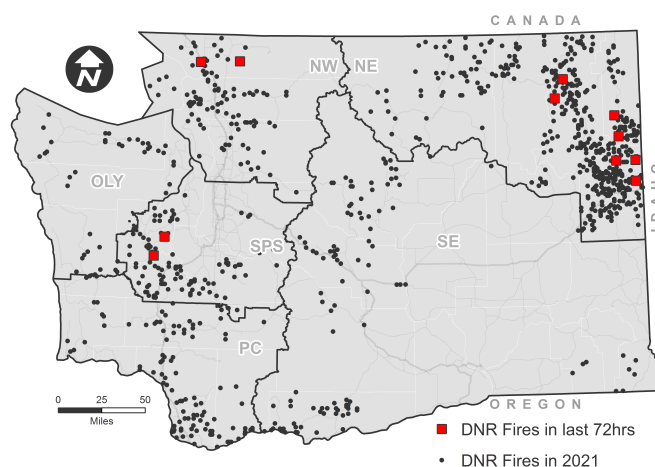 CANADA
N
NW
NE
OLY
IDAHO
SPS
SE
PC
0 25 50
Miles
OREGON
DNR Fires in last 72hrs
DNR Fires in 2021